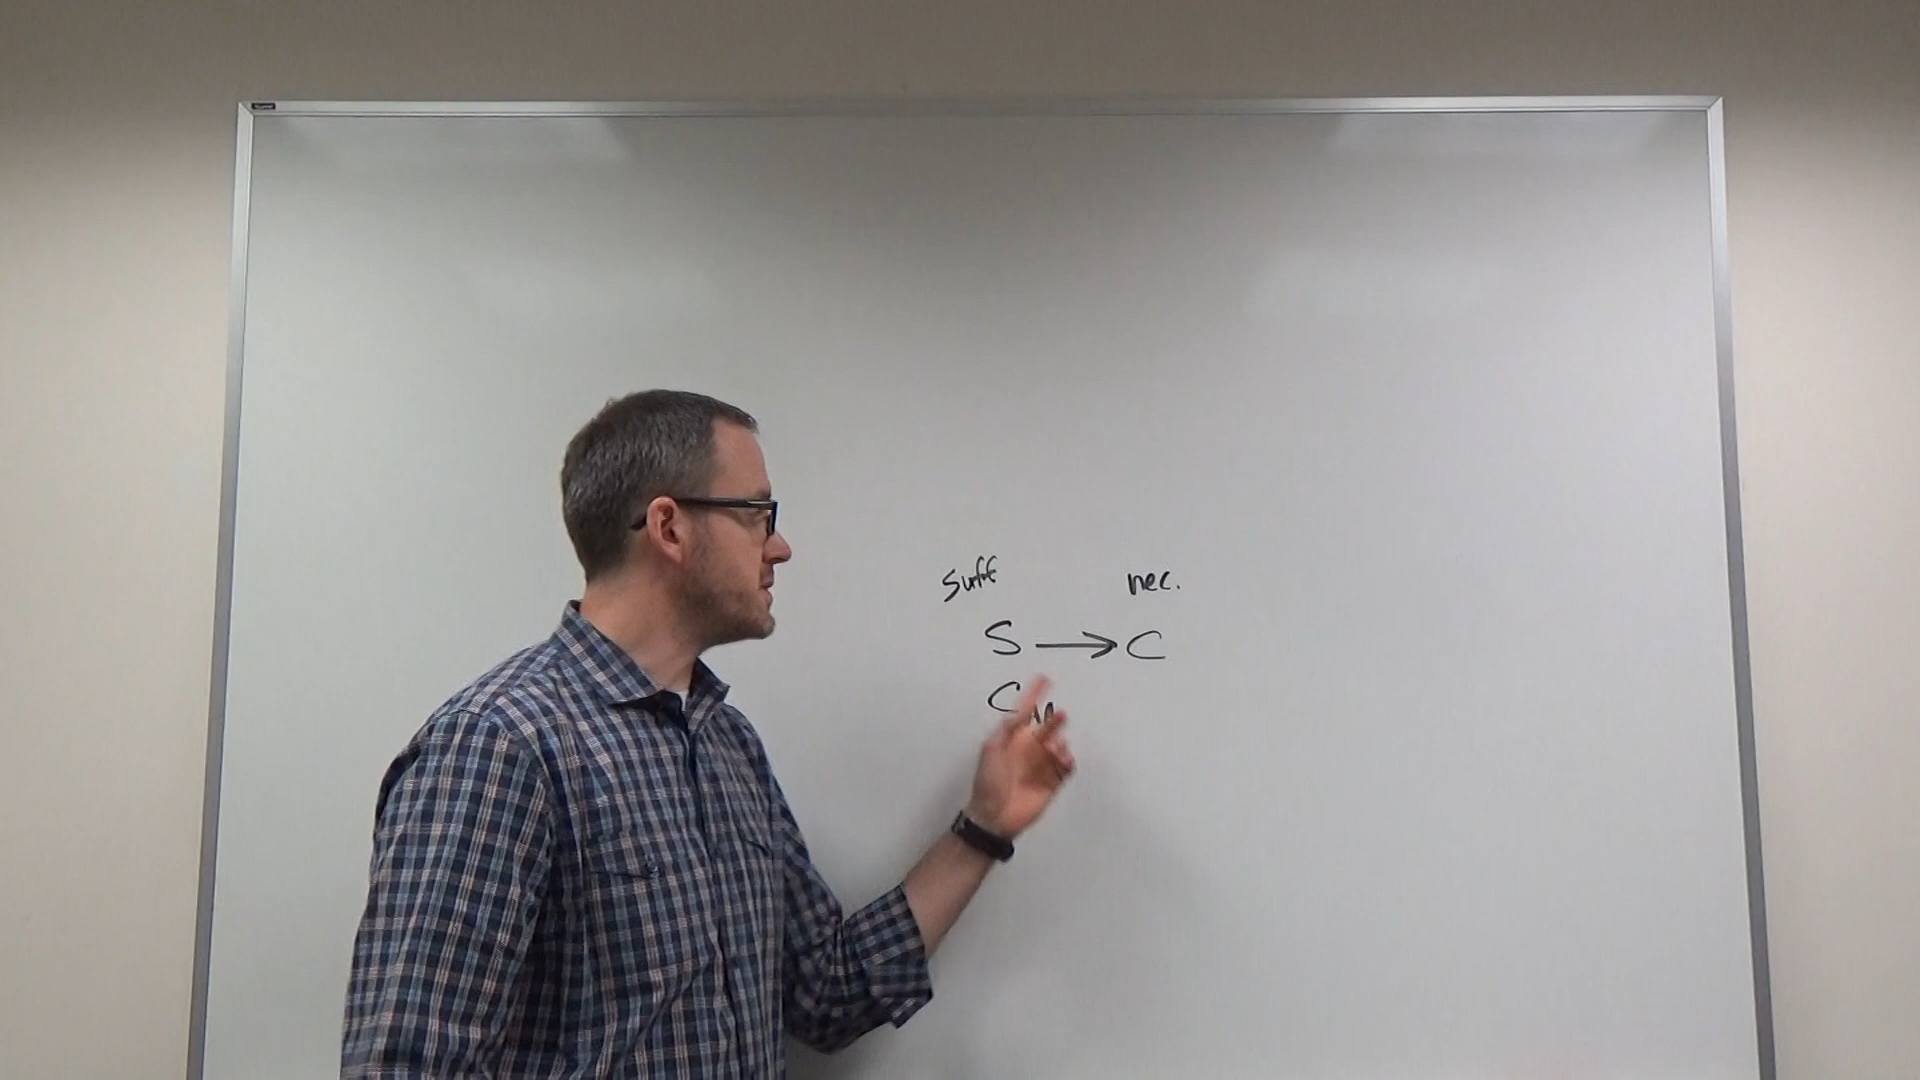 suff nec.
S → C
C